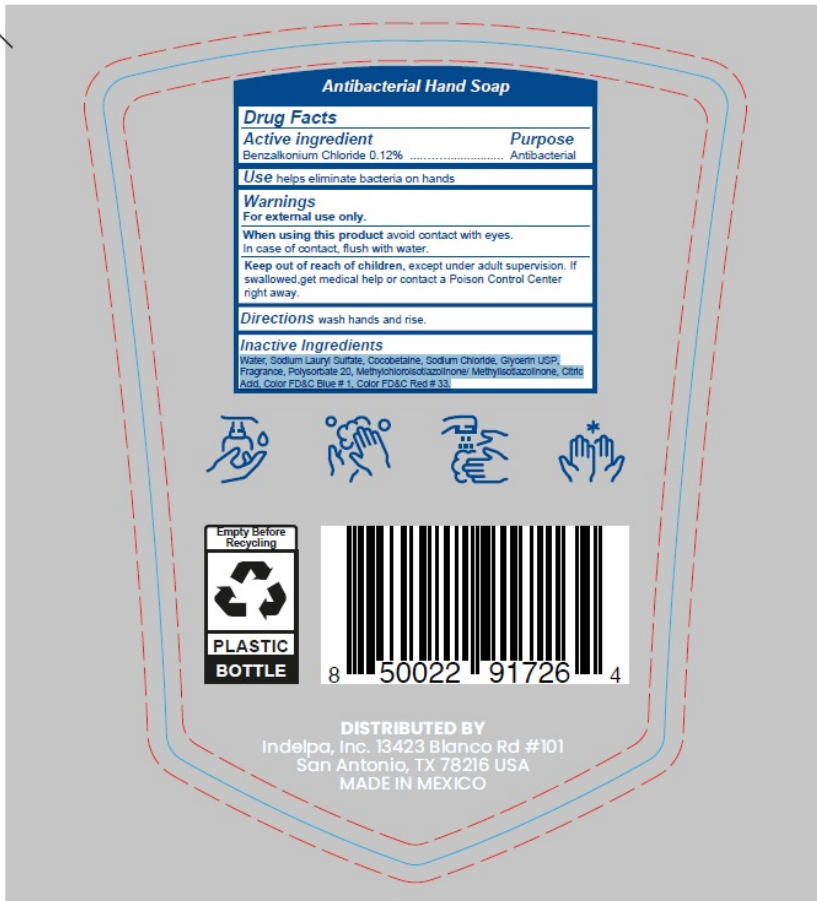 Antibacterial Hand Soap
Drug Facts
Active ingredient Purpose
Benzalkonium Chloride 0.12% ........................ Antibacterial
Use helps eliminate bacteria on hands
Warnings
For external use only.
When using this product avoid contact with eyes.
In case of contact, flush with water.
Keep out of reach of children, except under adult supervision. If
swallowed,get medical help or contact a Poison Control Center
right away.
Directions wash hands and rise.
Inactive Ingredients
Water, Sodium Lauryl Sulfate, Cocobetaine, Sodium Chloride, Glycerin USP,
Fragrance, Polysorbate 20, Methylchloroisotiazolinone/ Methylisotiazolinone, Citric
Acid, Color FD&C Blue # 1, Color FD&C Red # 33.
Empty Before
Recycling
PLASTIC
BOTTLE
8 50022 91726 4
DISTRIBUTED BY
Indelpa, Inc. 13423 Blanco Rd #101
San Antonio, TX 78216 USA
MADE IN MEXICO